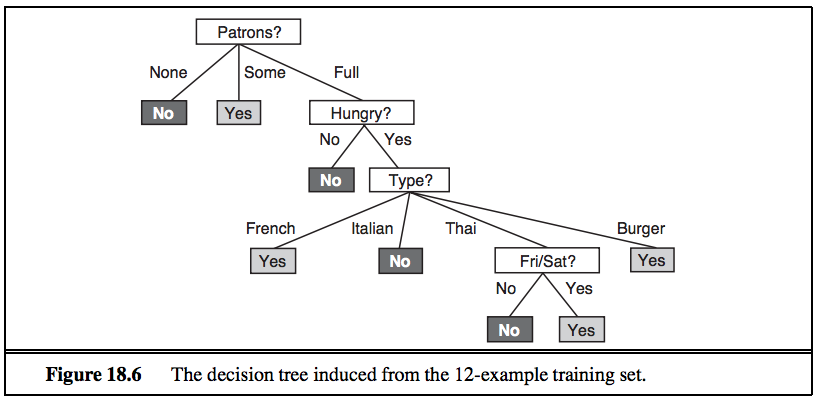 Patrons?
None Some Full
No Yes Hungry?
No Yes
No Type?
French Italian Thai Burger
Yes No Fri/Sat? Yes
No Yes
No Yes
Figure 18.6 The decision tree induced from the 12-example training set.